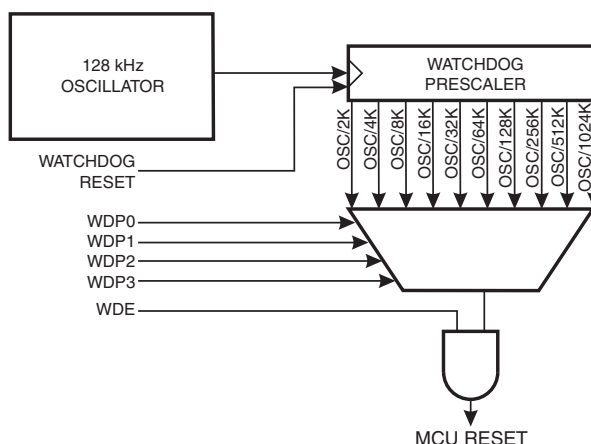 128 kHz
OSCILLATOR
WATCHDOG
PRESCALER
OSC/2K
OSC/4K
OSC/8K
OSC/16K
OSC/32K
OSC/64K
OSC/128K
OSC/256K
OSC/512K
OSC/1024K
WATCHDOG
RESET
WDP0
WDP1
WDP2
WDP3
WDE
MCU RESET